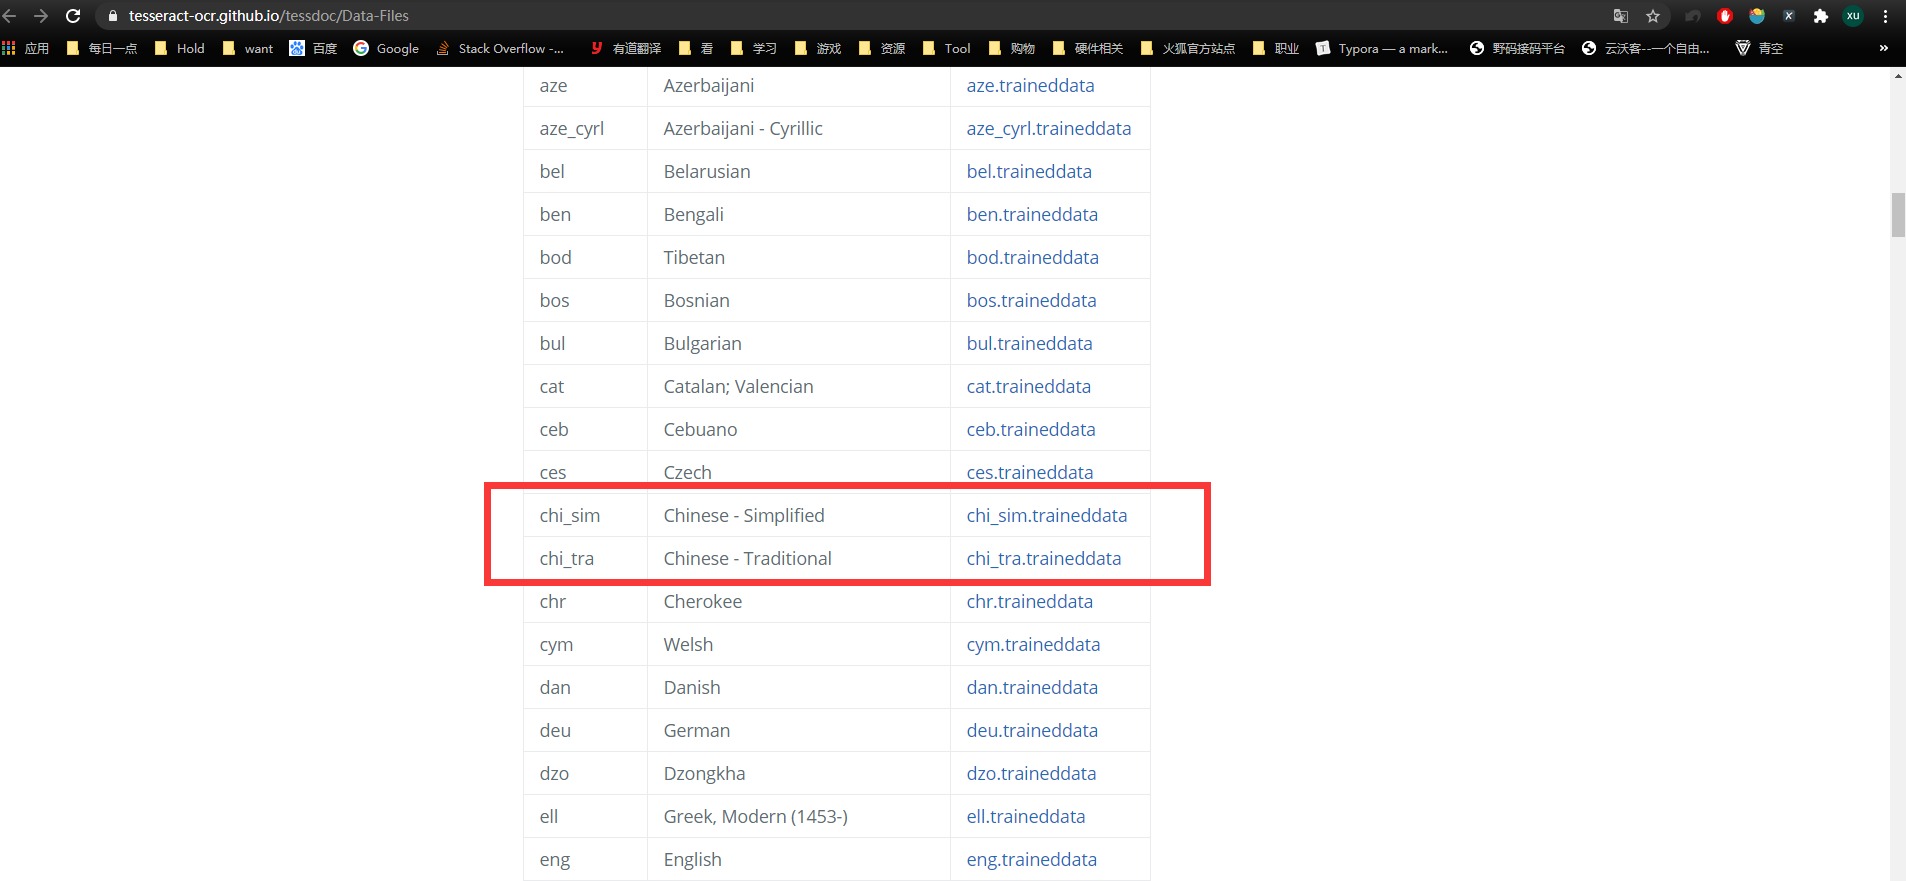 tesseract-ocr.github.io/tessdoc/Data-Files
XU
应用 每日一点 Hold want 百度 Google Stack Overflow -... 有道翻译 看 学习 游戏 资源 Tool 购物 硬件相关 火狐官方站点 职业 Typora — a mark... 野码接码平台 云沃客--一个自由... 青空 »
aze Azerbaijani aze.traineddata
aze_cyrl Azerbaijani - Cyrillic aze_cyrl.traineddata
bel Belarusian bel.traineddata
ben Bengali ben.traineddata
bod Tibetan bod.traineddata
bos Bosnian bos.traineddata
bul Bulgarian bul.traineddata
cat Catalan; Valencian cat.traineddata
ceb Cebuano ceb.traineddata
ces Czech ces.traineddata
chi_sim Chinese - Simplified chi_sim.traineddata
chi_tra Chinese - Traditional chi_tra.traineddata
chr Cherokee chr.traineddata
cym Welsh cym.traineddata
dan Danish dan.traineddata
deu German deu.traineddata
dzo Dzongkha dzo.traineddata
ell Greek, Modern (1453-) ell.traineddata
eng English eng.traineddata